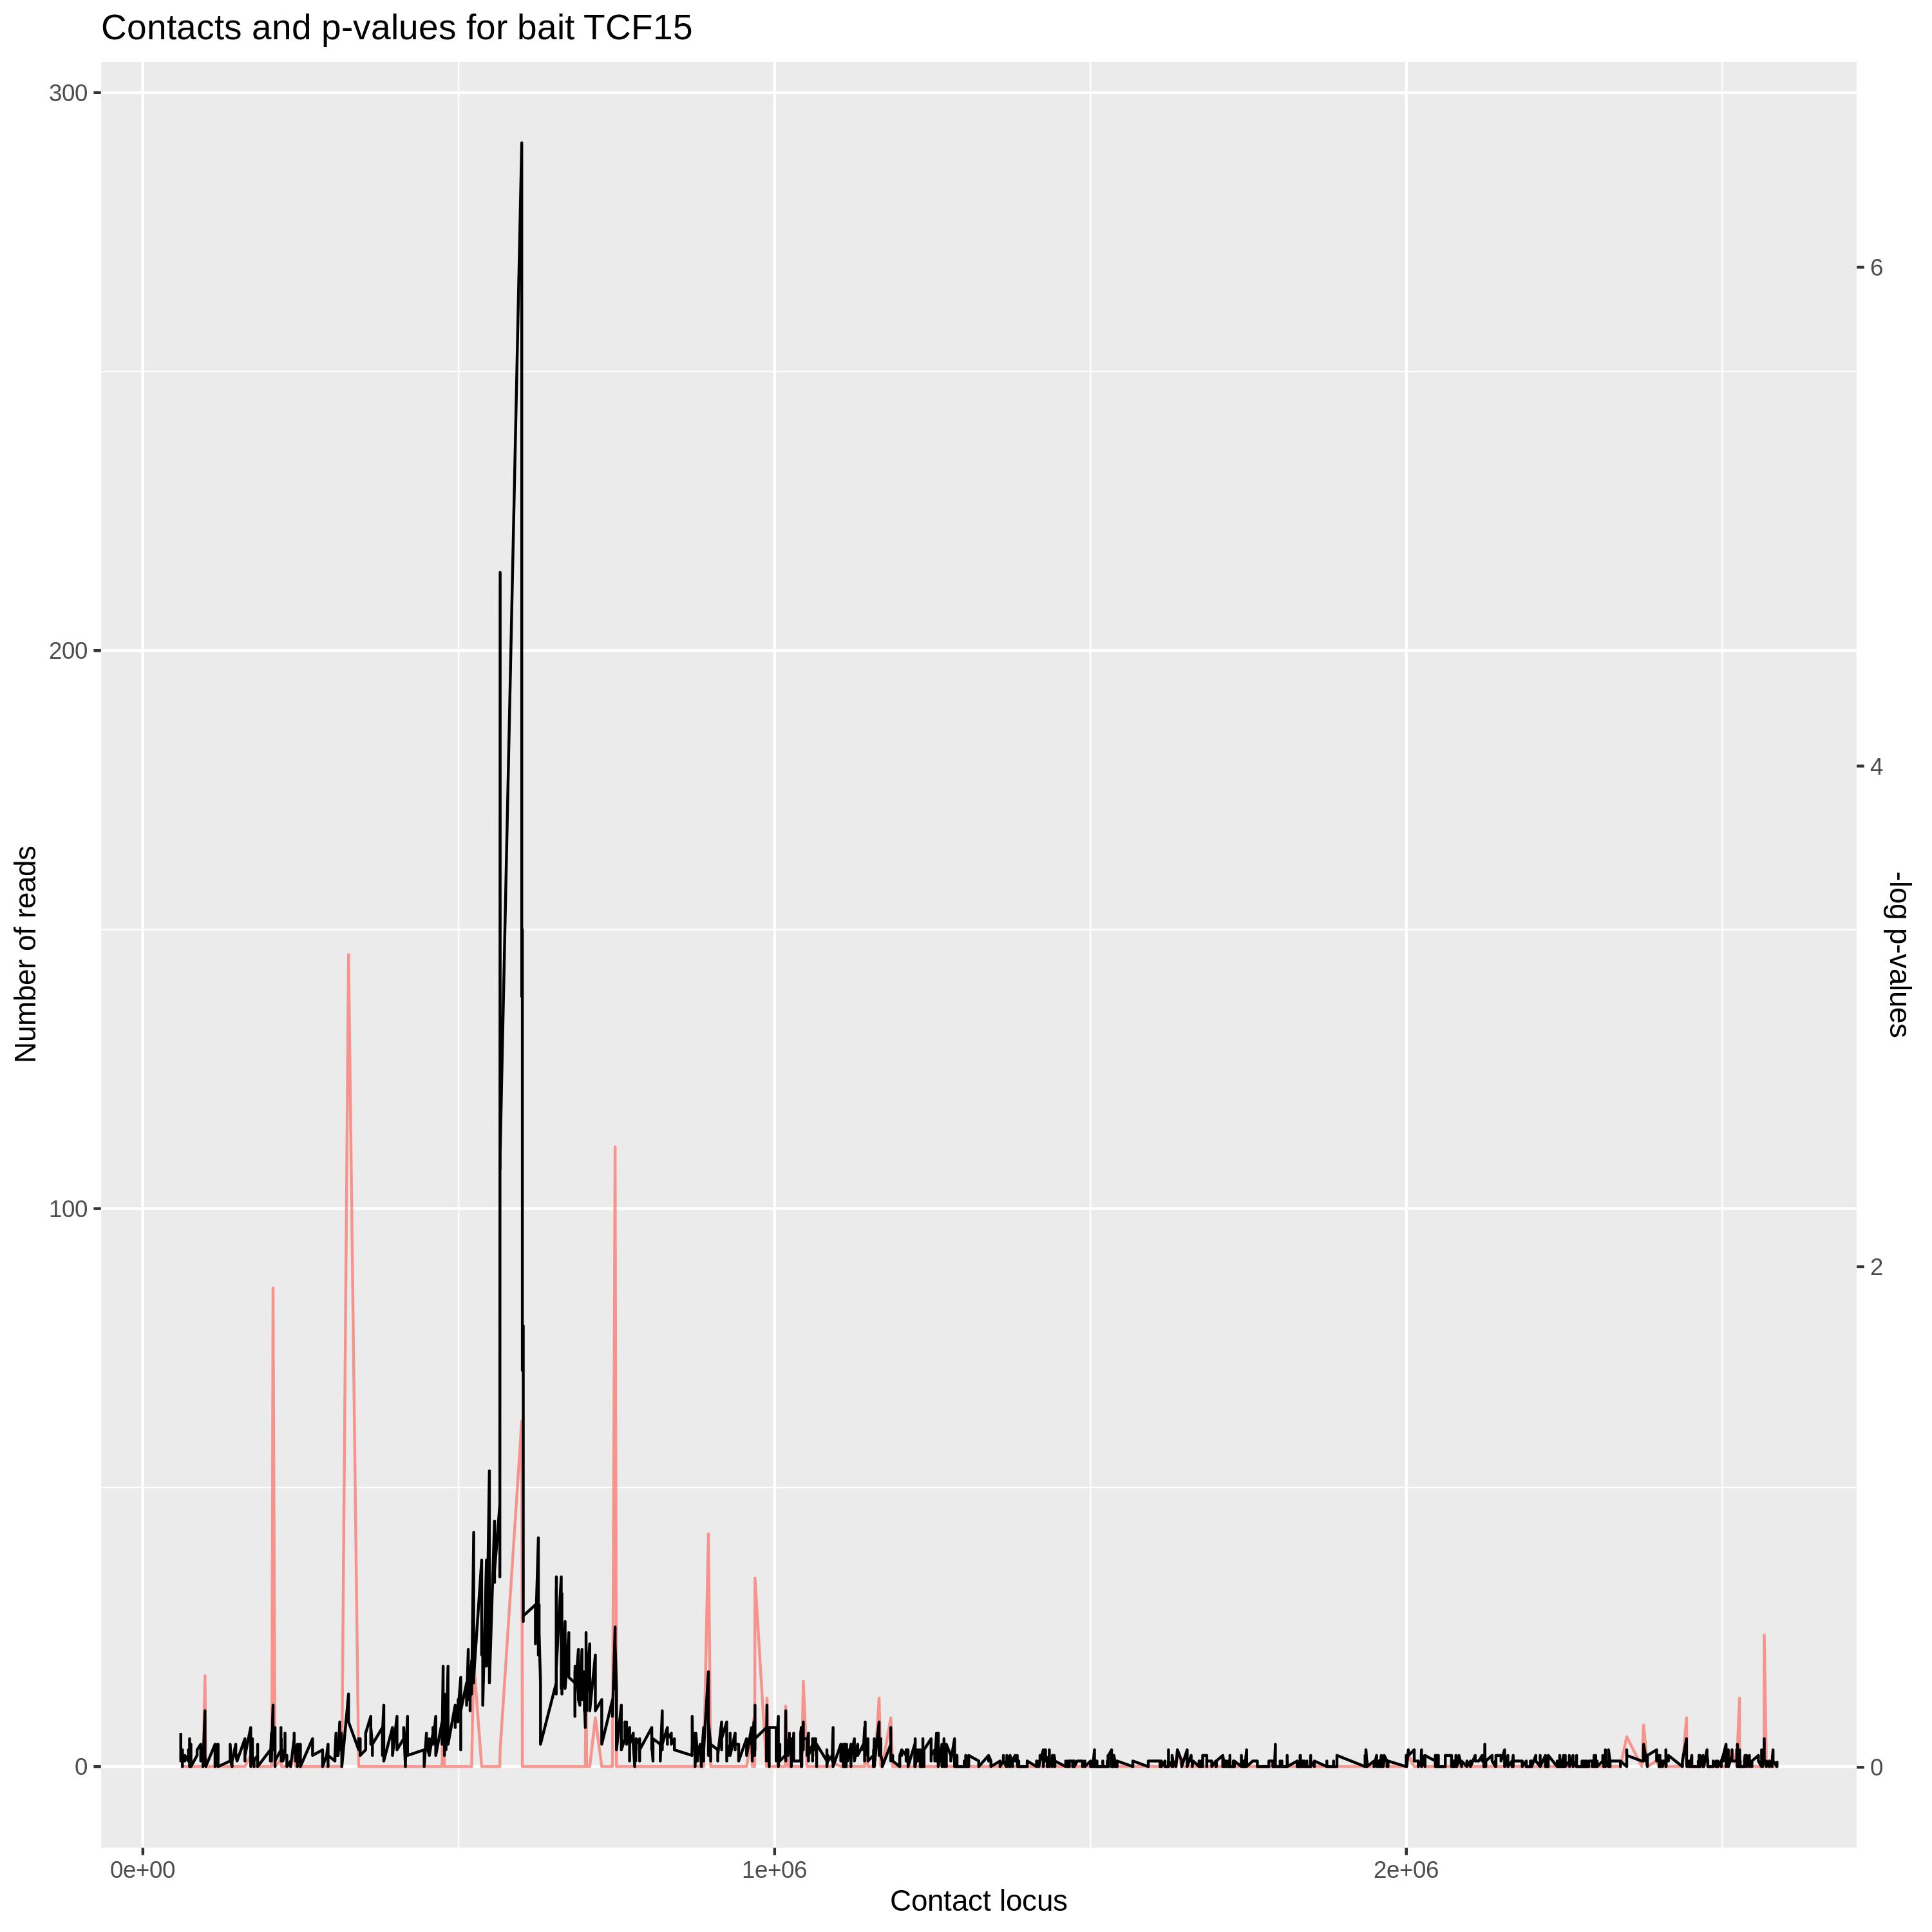 Contacts and p-values for bait TCF15
300
200
100
0
6
4
2
0
Number of reads
-log p-values
0e+00
1e+06
2e+06
Contact locus